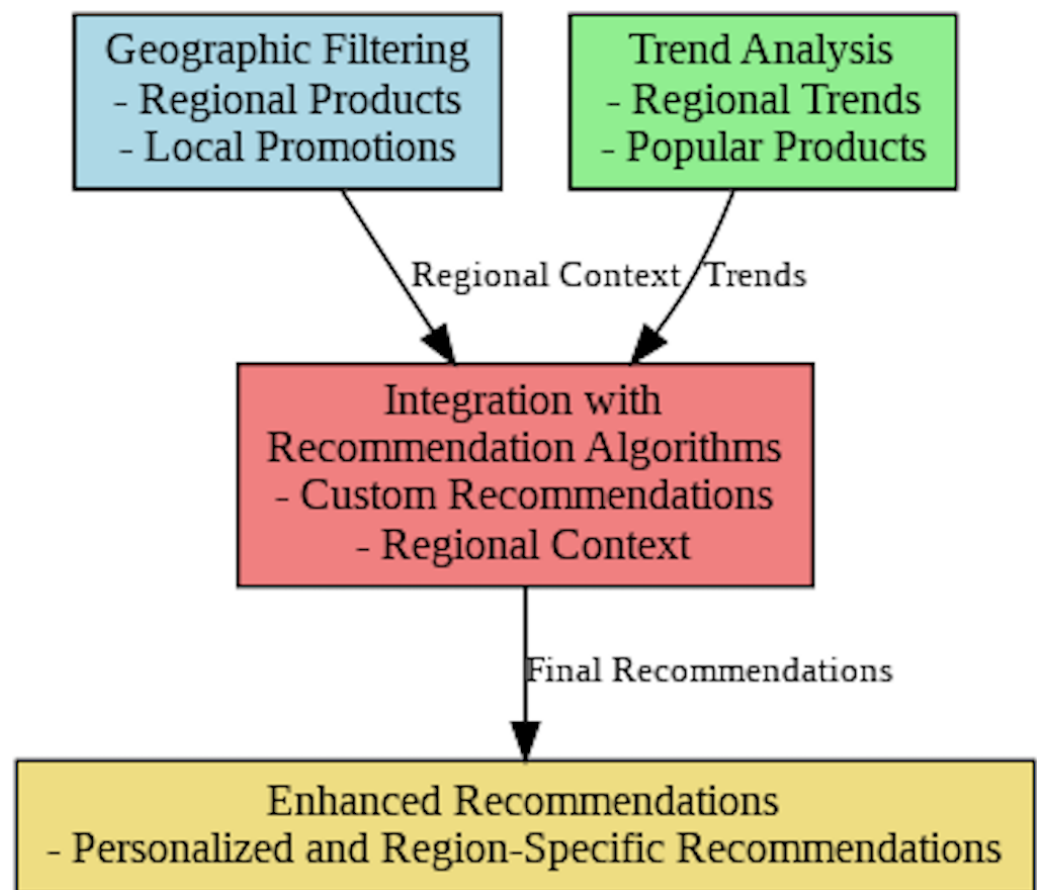 Geographic Filtering
- Regional Products
- Local Promotions
Trend Analysis
- Regional Trends
- Popular Products
Regional Context
Trends
Integration with
Recommendation Algorithms
- Custom Recommendations
- Regional Context
Final Recommendations
Enhanced Recommendations
- Personalized and Region-Specific Recommendations